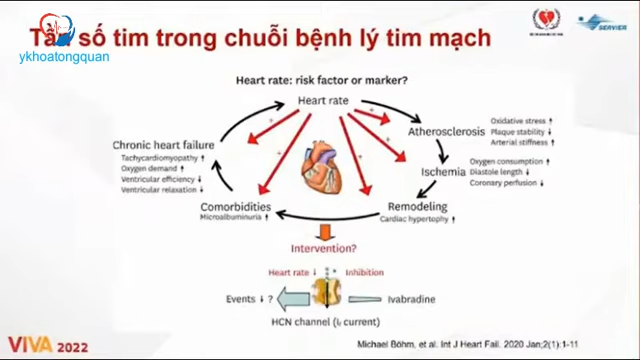 Tần số tim trong chuỗi bệnh lý tim mạch
ykhoatongquan
SERVIER
Heart rate: risk factor or marker?
Heart rate
Atherosclerosis
Oxidative stress ↑
Plaque stability ↓
Arterial stiffness ↑
Chronic heart failure
Tachycardiomyopathy ↑
Oxygen demand ↑
Ventricular efficiency ↓
Ventricular relaxation ↓
Ischemia
Oxygen consumption ↑
Diastole length ↓
Coronary perfusion ↓
Comorbidities
Microalbuminuria ↑
Remodeling
Cardiac hypertophy ↑
Intervention?
Heart rate ↓
Inhibition
Events ↓ ?
Ivabradine
HCN channel (If current)
VIVA 2022
Michael Böhm, et al. Int J Heart Fail. 2020 Jan;2(1):1-11